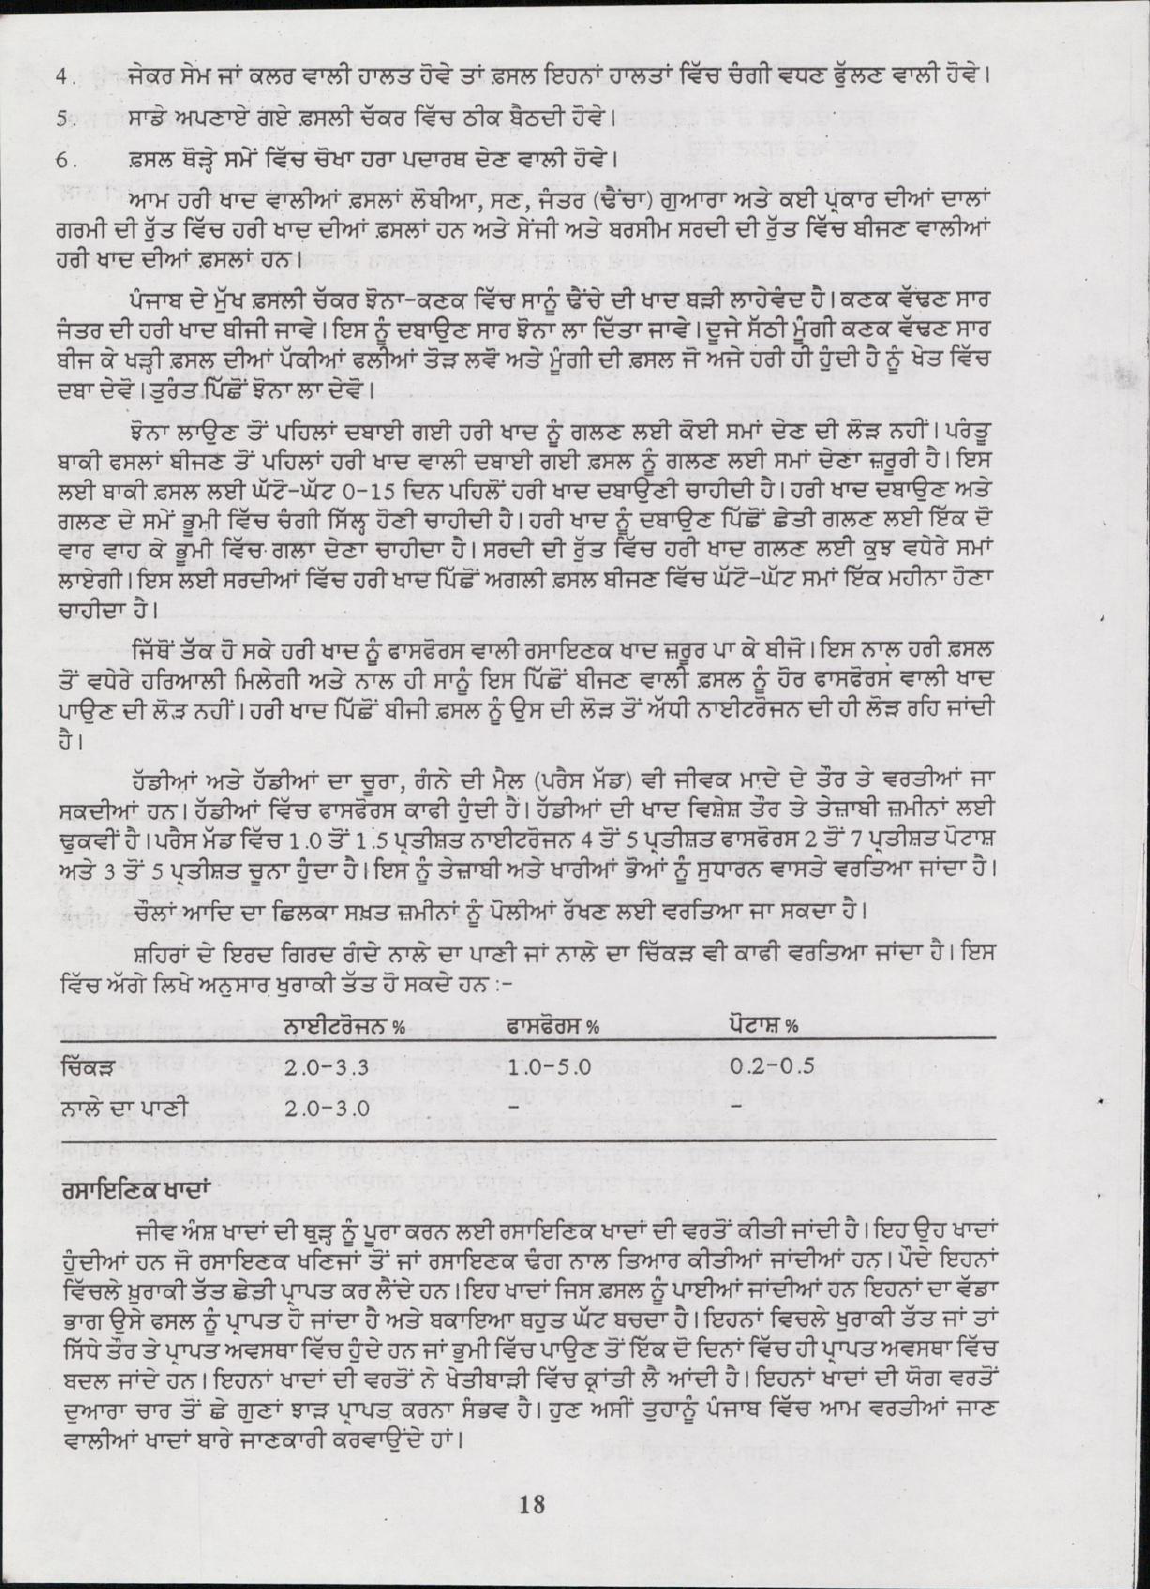 4. ਜੇਕਰ ਸੇਮ ਜਾਂ ਕਲਰ ਵਾਲੀ ਹਾਲਤ ਹੋਵੇ ਤਾਂ ਫ਼ਸਲ ਇਹਨਾਂ ਹਾਲਤਾਂ ਵਿੱਚ ਚੰਗੀ ਵਧਣ ਫੁੱਲਣ ਵਾਲੀ ਹੋਵੇ।
5. ਸਾਡੇ ਅਪਣਾਏ ਗਏ ਫ਼ਸਲੀ ਚੱਕਰ ਵਿੱਚ ਠੀਕ ਬੈਠਦੀ ਹੋਵੇ।
6. ਫ਼ਸਲ ਥੋੜ੍ਹੇ ਸਮੇਂ ਵਿੱਚ ਚੋਖਾ ਹਰਾ ਪਦਾਰਥ ਦੇਣ ਵਾਲੀ ਹੋਵੇ।
ਆਮ ਹਰੀ ਖਾਦ ਵਾਲੀਆਂ ਫ਼ਸਲਾਂ ਲੋਬੀਆ, ਸਣ, ਜੰਤਰ (ਢੈਂਚਾ) ਗੁਆਰਾ ਅਤੇ ਕਈ ਪ੍ਰਕਾਰ ਦੀਆਂ ਦਾਲਾਂ
ਗਰਮੀ ਦੀ ਰੁੱਤ ਵਿੱਚ ਹਰੀ ਖਾਦ ਦੀਆਂ ਫ਼ਸਲਾਂ ਹਨ ਅਤੇ ਸੇਂਜੀ ਅਤੇ ਬਰਸੀਮ ਸਰਦੀ ਦੀ ਰੁੱਤ ਵਿੱਚ ਬੀਜਣ ਵਾਲੀਆਂ
ਹਰੀ ਖਾਦ ਦੀਆਂ ਫ਼ਸਲਾਂ ਹਨ।
ਪੰਜਾਬ ਦੇ ਮੁੱਖ ਫ਼ਸਲੀ ਚੱਕਰ ਝੋਨਾ-ਕਣਕ ਵਿੱਚ ਸਾਨੂੰ ਢੈਂਚੇ ਦੀ ਖਾਦ ਬੜੀ ਲਾਹੇਵੰਦ ਹੈ। ਕਣਕ ਵੱਢਣ ਸਾਰ
ਜੰਤਰ ਦੀ ਹਰੀ ਖਾਦ ਬੀਜੀ ਜਾਵੇ। ਇਸ ਨੂੰ ਦਬਾਉਣ ਸਾਰ ਝੋਨਾ ਲਾ ਦਿੱਤਾ ਜਾਵੇ। ਦੂਜੇ ਸੱਠੀ ਮੂੰਗੀ ਕਣਕ ਵੱਢਣ ਸਾਰ
ਬੀਜ ਕੇ ਖੜ੍ਹੀ ਫ਼ਸਲ ਦੀਆਂ ਪੱਕੀਆਂ ਫਲੀਆਂ ਤੋੜ ਲਵੋ ਅਤੇ ਮੂੰਗੀ ਦੀ ਫ਼ਸਲ ਜੋ ਅਜੇ ਹਰੀ ਹੀ ਹੁੰਦੀ ਹੈ ਨੂੰ ਖੇਤ ਵਿੱਚ
ਦਬਾ ਦੇਵੋ। ਤੁਰੰਤ ਪਿੱਛੋਂ ਝੋਨਾ ਲਾ ਦੇਵੋ।
ਝੋਨਾ ਲਾਉਣ ਤੋਂ ਪਹਿਲਾਂ ਦਬਾਈ ਗਈ ਹਰੀ ਖਾਦ ਨੂੰ ਗਲਣ ਲਈ ਕੋਈ ਸਮਾਂ ਦੇਣ ਦੀ ਲੋੜ ਨਹੀਂ। ਪਰੰਤੂ
ਬਾਕੀ ਫਸਲਾਂ ਬੀਜਣ ਤੋਂ ਪਹਿਲਾਂ ਹਰੀ ਖਾਦ ਵਾਲੀ ਦਬਾਈ ਗਈ ਫ਼ਸਲ ਨੂੰ ਗਲਣ ਲਈ ਸਮਾਂ ਦੇਣਾ ਜ਼ਰੂਰੀ ਹੈ। ਇਸ
ਲਈ ਬਾਕੀ ਫ਼ਸਲ ਲਈ ਘੱਟੋ-ਘੱਟ 0-15 ਦਿਨ ਪਹਿਲੋਂ ਹਰੀ ਖਾਦ ਦਬਾਉਣੀ ਚਾਹੀਦੀ ਹੈ। ਹਰੀ ਖਾਦ ਦਬਾਉਣ ਅਤੇ
ਗਲਣ ਦੇ ਸਮੇਂ ਭੂਮੀ ਵਿੱਚ ਚੰਗੀ ਸਿੱਲ੍ਹ ਹੋਣੀ ਚਾਹੀਦੀ ਹੈ। ਹਰੀ ਖਾਦ ਨੂੰ ਦਬਾਉਣ ਪਿੱਛੋਂ ਛੇਤੀ ਗਲਣ ਲਈ ਇੱਕ ਦੋ
ਵਾਰ ਵਾਹ ਕੇ ਭੂਮੀ ਵਿੱਚ ਗਲਾ ਦੇਣਾ ਚਾਹੀਦਾ ਹੈ। ਸਰਦੀ ਦੀ ਰੁੱਤ ਵਿੱਚ ਹਰੀ ਖਾਦ ਗਲਣ ਲਈ ਕੁਝ ਵਧੇਰੇ ਸਮਾਂ
ਲਾਏਗੀ। ਇਸ ਲਈ ਸਰਦੀਆਂ ਵਿੱਚ ਹਰੀ ਖਾਦ ਪਿੱਛੋਂ ਅਗਲੀ ਫ਼ਸਲ ਬੀਜਣ ਵਿੱਚ ਘੱਟੋ-ਘੱਟ ਸਮਾਂ ਇੱਕ ਮਹੀਨਾ ਹੋਣਾ
ਚਾਹੀਦਾ ਹੈ।
ਜਿੱਥੋਂ ਤੱਕ ਹੋ ਸਕੇ ਹਰੀ ਖਾਦ ਨੂੰ ਫਾਸਫੋਰਸ ਵਾਲੀ ਰਸਾਇਣਕ ਖਾਦ ਜ਼ਰੂਰ ਪਾ ਕੇ ਬੀਜੋ। ਇਸ ਨਾਲ ਹਰੀ ਫ਼ਸਲ
ਤੋਂ ਵਧੇਰੇ ਹਰਿਆਲੀ ਮਿਲੇਗੀ ਅਤੇ ਨਾਲ ਹੀ ਸਾਨੂੰ ਇਸ ਪਿੱਛੋਂ ਬੀਜਣ ਵਾਲੀ ਫ਼ਸਲ ਨੂੰ ਹੋਰ ਫਾਸਫੋਰਸ ਵਾਲੀ ਖਾਦ
ਪਾਉਣ ਦੀ ਲੋੜ ਨਹੀਂ। ਹਰੀ ਖਾਦ ਪਿੱਛੋਂ ਬੀਜੀ ਫ਼ਸਲ ਨੂੰ ਉਸ ਦੀ ਲੋੜ ਤੋਂ ਅੱਧੀ ਨਾਈਟਰੋਜਨ ਦੀ ਹੀ ਲੋੜ ਰਹਿ ਜਾਂਦੀ
ਹੈ।
ਹੱਡੀਆਂ ਅਤੇ ਹੱਡੀਆਂ ਦਾ ਚੂਰਾ, ਗੰਨੇ ਦੀ ਮੈਲ (ਪਰੈਸ ਮੱਡ) ਵੀ ਜੀਵਕ ਮਾਦੇ ਦੇ ਤੌਰ ਤੇ ਵਰਤੀਆਂ ਜਾ
ਸਕਦੀਆਂ ਹਨ। ਹੱਡੀਆਂ ਵਿੱਚ ਫਾਸਫੋਰਸ ਕਾਫੀ ਹੁੰਦੀ ਹੈ। ਹੱਡੀਆਂ ਦੀ ਖਾਦ ਵਿਸ਼ੇਸ਼ ਤੌਰ ਤੇ ਤੇਜ਼ਾਬੀ ਜ਼ਮੀਨਾਂ ਲਈ
ਢੁਕਵੀਂ ਹੈ। ਪਰੈਸ ਮੱਡ ਵਿੱਚ 1.0 ਤੋਂ 1.5 ਪ੍ਰਤੀਸ਼ਤ ਨਾਈਟਰੋਜਨ 4 ਤੋਂ 5 ਪ੍ਰਤੀਸ਼ਤ ਫਾਸਫੋਰਸ 2 ਤੋਂ 7 ਪ੍ਰਤੀਸ਼ਤ ਪੋਟਾਸ਼
ਅਤੇ 3 ਤੋਂ 5 ਪ੍ਰਤੀਸ਼ਤ ਚੂਨਾ ਹੁੰਦਾ ਹੈ। ਇਸ ਨੂੰ ਤੇਜ਼ਾਬੀ ਅਤੇ ਖਾਰੀਆਂ ਭੋਆਂ ਨੂੰ ਸੁਧਾਰਨ ਵਾਸਤੇ ਵਰਤਿਆ ਜਾਂਦਾ ਹੈ।
ਚੌਲਾਂ ਆਦਿ ਦਾ ਛਿਲਕਾ ਸਖ਼ਤ ਜ਼ਮੀਨਾਂ ਨੂੰ ਪੋਲੀਆਂ ਰੱਖਣ ਲਈ ਵਰਤਿਆ ਜਾ ਸਕਦਾ ਹੈ।
ਸ਼ਹਿਰਾਂ ਦੇ ਇਰਦ ਗਿਰਦ ਗੰਦੇ ਨਾਲੇ ਦਾ ਪਾਣੀ ਜਾਂ ਨਾਲੇ ਦਾ ਚਿੱਕੜ ਵੀ ਕਾਫੀ ਵਰਤਿਆ ਜਾਂਦਾ ਹੈ। ਇਸ
ਵਿੱਚ ਅੱਗੇ ਲਿਖੇ ਅਨੁਸਾਰ ਖੁਰਾਕੀ ਤੱਤ ਹੋ ਸਕਦੇ ਹਨ :-
ਨਾਈਟਰੋਜਨ % ਫਾਸਫੋਰਸ % ਪੋਟਾਸ਼ %
ਚਿੱਕੜ 2.0-3.3 1.0-5.0 0.2-0.5
ਨਾਲੇ ਦਾ ਪਾਣੀ 2.0-3.0 - -
ਰਸਾਇਣਿਕ ਖਾਦਾਂ
ਜੀਵ ਅੰਸ਼ ਖਾਦਾਂ ਦੀ ਥੁੜ੍ਹ ਨੂੰ ਪੂਰਾ ਕਰਨ ਲਈ ਰਸਾਇਣਿਕ ਖਾਦਾਂ ਦੀ ਵਰਤੋਂ ਕੀਤੀ ਜਾਂਦੀ ਹੈ। ਇਹ ਉਹ ਖਾਦਾਂ
ਹੁੰਦੀਆਂ ਹਨ ਜੋ ਰਸਾਇਣਕ ਖਣਿਜਾਂ ਤੋਂ ਜਾਂ ਰਸਾਇਣਕ ਢੰਗ ਨਾਲ ਤਿਆਰ ਕੀਤੀਆਂ ਜਾਂਦੀਆਂ ਹਨ। ਪੌਦੇ ਇਹਨਾਂ
ਵਿੱਚਲੇ ਖ਼ੁਰਾਕੀ ਤੱਤ ਛੇਤੀ ਪ੍ਰਾਪਤ ਕਰ ਲੈਂਦੇ ਹਨ। ਇਹ ਖਾਦਾਂ ਜਿਸ ਫ਼ਸਲ ਨੂੰ ਪਾਈਆਂ ਜਾਂਦੀਆਂ ਹਨ ਇਹਨਾਂ ਦਾ ਵੱਡਾ
ਭਾਗ ਉਸੇ ਫਸਲ ਨੂੰ ਪ੍ਰਾਪਤ ਹੋ ਜਾਂਦਾ ਹੈ ਅਤੇ ਬਕਾਇਆ ਬਹੁਤ ਘੱਟ ਬਚਦਾ ਹੈ। ਇਹਨਾਂ ਵਿਚਲੇ ਖੁਰਾਕੀ ਤੱਤ ਜਾਂ ਤਾਂ
ਸਿੱਧੇ ਤੌਰ ਤੇ ਪ੍ਰਾਪਤ ਅਵਸਥਾ ਵਿੱਚ ਹੁੰਦੇ ਹਨ ਜਾਂ ਭੂਮੀ ਵਿੱਚ ਪਾਉਣ ਤੋਂ ਇੱਕ ਦੋ ਦਿਨਾਂ ਵਿੱਚ ਹੀ ਪ੍ਰਾਪਤ ਅਵਸਥਾ ਵਿੱਚ
ਬਦਲ ਜਾਂਦੇ ਹਨ। ਇਹਨਾਂ ਖਾਦਾਂ ਦੀ ਵਰਤੋਂ ਨੇ ਖੇਤੀਬਾੜੀ ਵਿੱਚ ਕ੍ਰਾਂਤੀ ਲੈ ਆਂਦੀ ਹੈ। ਇਹਨਾਂ ਖਾਦਾਂ ਦੀ ਯੋਗ ਵਰਤੋਂ
ਦੁਆਰਾ ਚਾਰ ਤੋਂ ਛੇ ਗੁਣਾਂ ਝਾੜ ਪ੍ਰਾਪਤ ਕਰਨਾ ਸੰਭਵ ਹੈ। ਹੁਣ ਅਸੀਂ ਤੁਹਾਨੂੰ ਪੰਜਾਬ ਵਿੱਚ ਆਮ ਵਰਤੀਆਂ ਜਾਣ
ਵਾਲੀਆਂ ਖਾਦਾਂ ਬਾਰੇ ਜਾਣਕਾਰੀ ਕਰਵਾਉਂਦੇ ਹਾਂ।
18